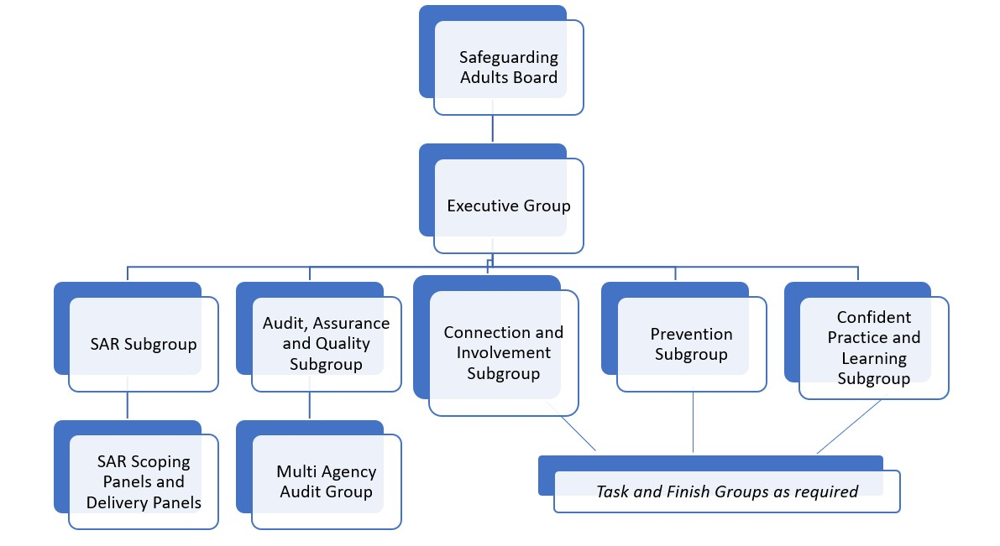 Safeguarding
Adults Board
Executive Group
SAR Subgroup
Audit, Assurance
and Quality
Subgroup
Connection and
Involvement
Subgroup
Prevention
Subgroup
Confident
Practice and
Learning
Subgroup
SAR Scoping
Panels and
Delivery Panels
Multi Agency
Audit Group
Task and Finish Groups as required